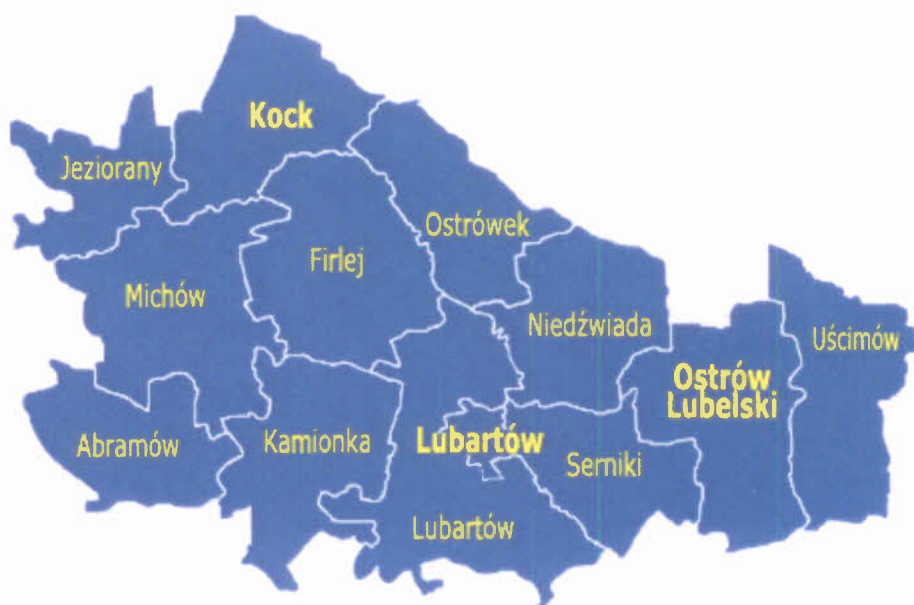 Kock
Jeziorany
Ostrówek
Firlej
Michów
Niedźwiada
Uścimów
Ostrów
Lubelski
Abramów
Kamionka
Lubartów
Serniki
Lubartów